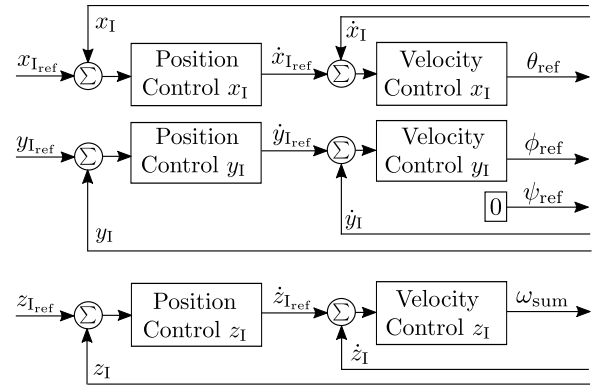 x_I
ẋ_I
x_{I_ref} Σ Position Control x_I ẋ_{I_ref} Σ Velocity Control x_I θ_ref
y_{I_ref} Σ Position Control y_I ẏ_{I_ref} Σ Velocity Control y_I ϕ_ref
0 ψ_ref
ẏ_I
y_I
z_{I_ref} Σ Position Control z_I ż_{I_ref} Σ Velocity Control z_I ω_sum
z_I
ż_I